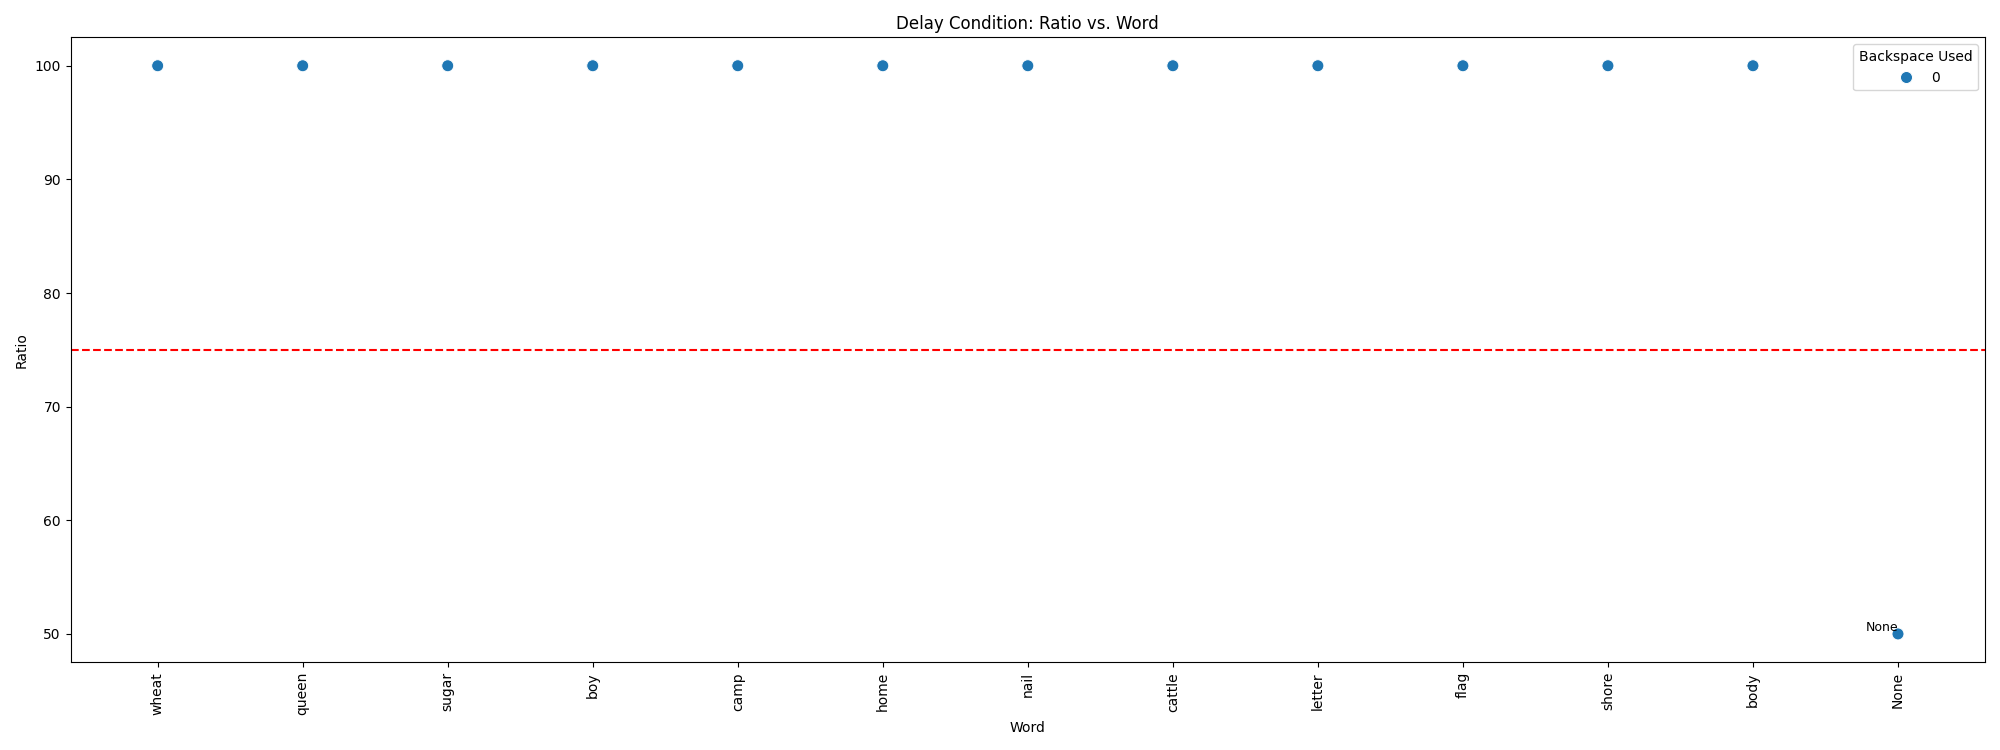 Delay Condition: Ratio vs. Word
Backspace Used
0
100
90
80
70
60
50
Ratio
None
wheat
queen
sugar
boy
camp
home
nail
cattle
letter
flag
shore
body
None
Word